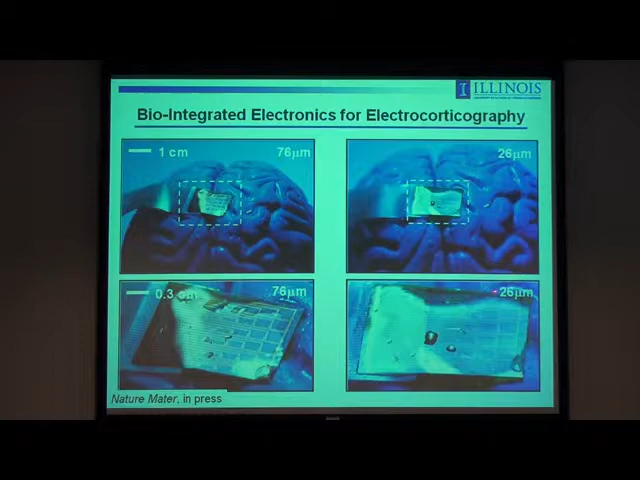 ILLINOIS
Bio-Integrated Electronics for Electrocorticography
1 cm
76µm
26µm
0.3 cm
76µm
26µm
Nature Mater, in press